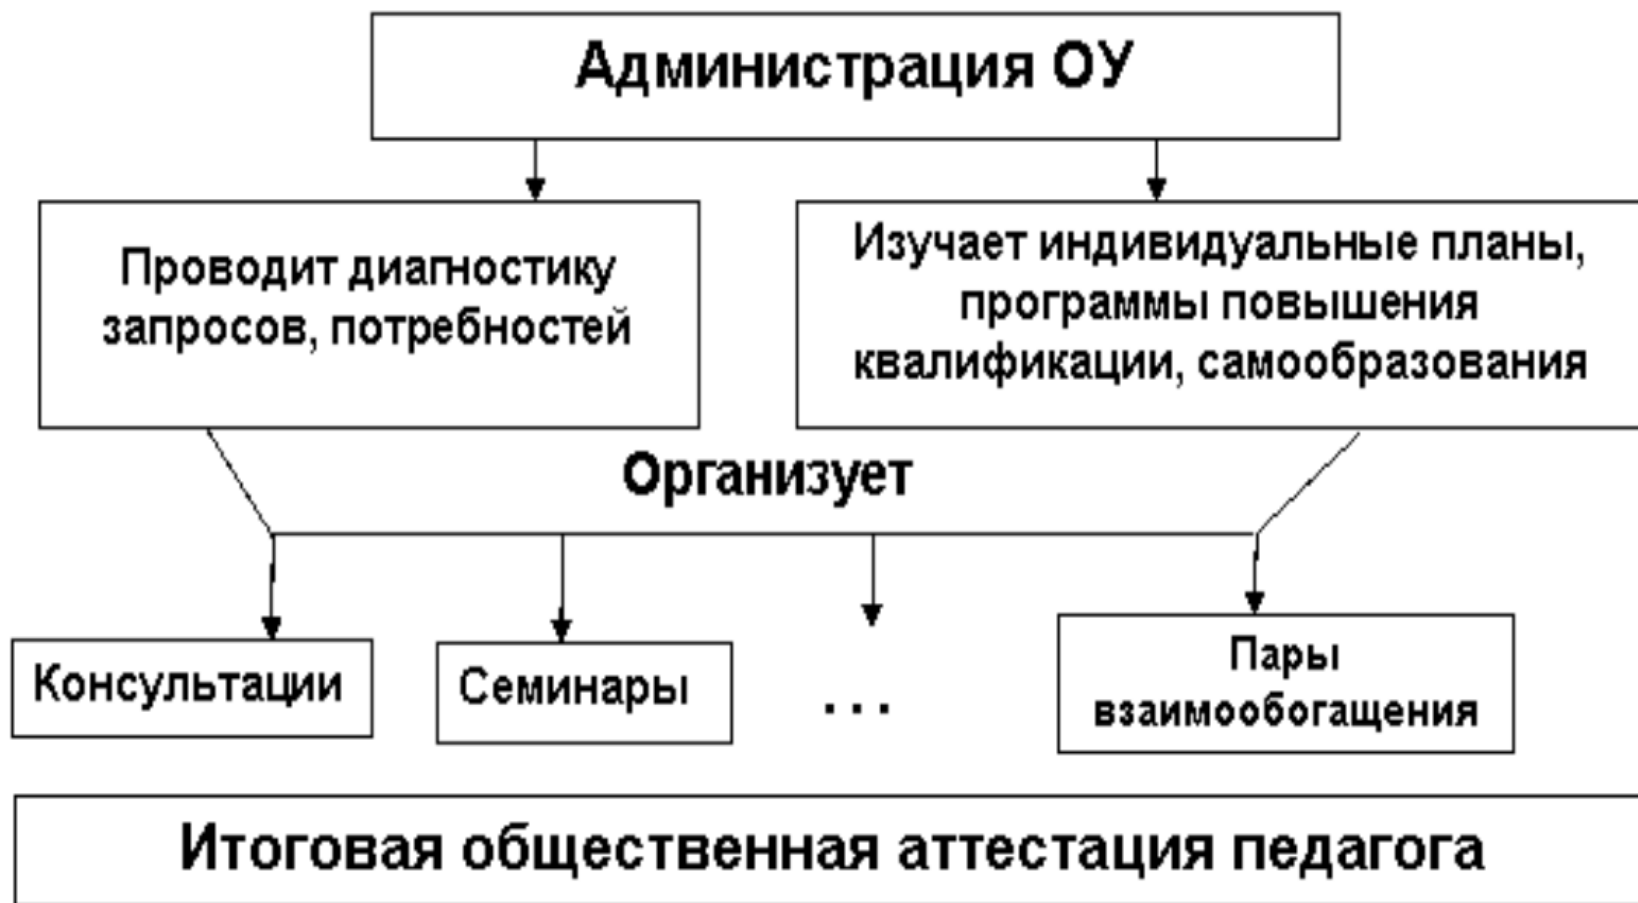 Администрация ОУ
Проводит диагностику
запросов, потребностей
Изучает индивидуальные планы,
программы повышения
квалификации, самообразования
Организует
Консультации
Семинары
...
Пары
взаимообогащения
Итоговая общественная аттестация педагога